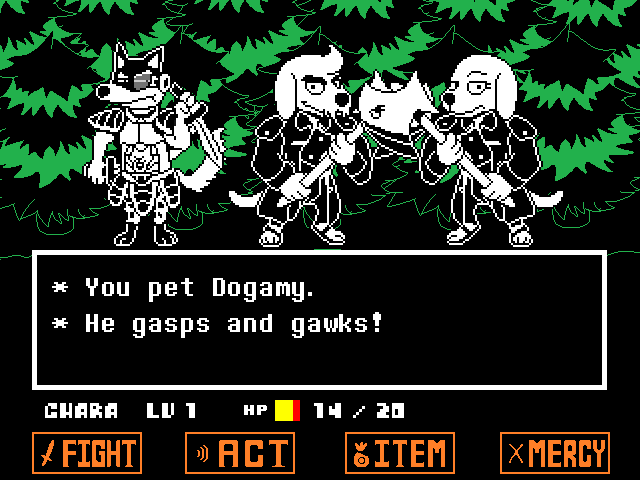 * You pet Dogamy.
* He gasps and gawks!
CHARA LV 1 HP 14 / 20
FIGHT ACT ITEM MERCY